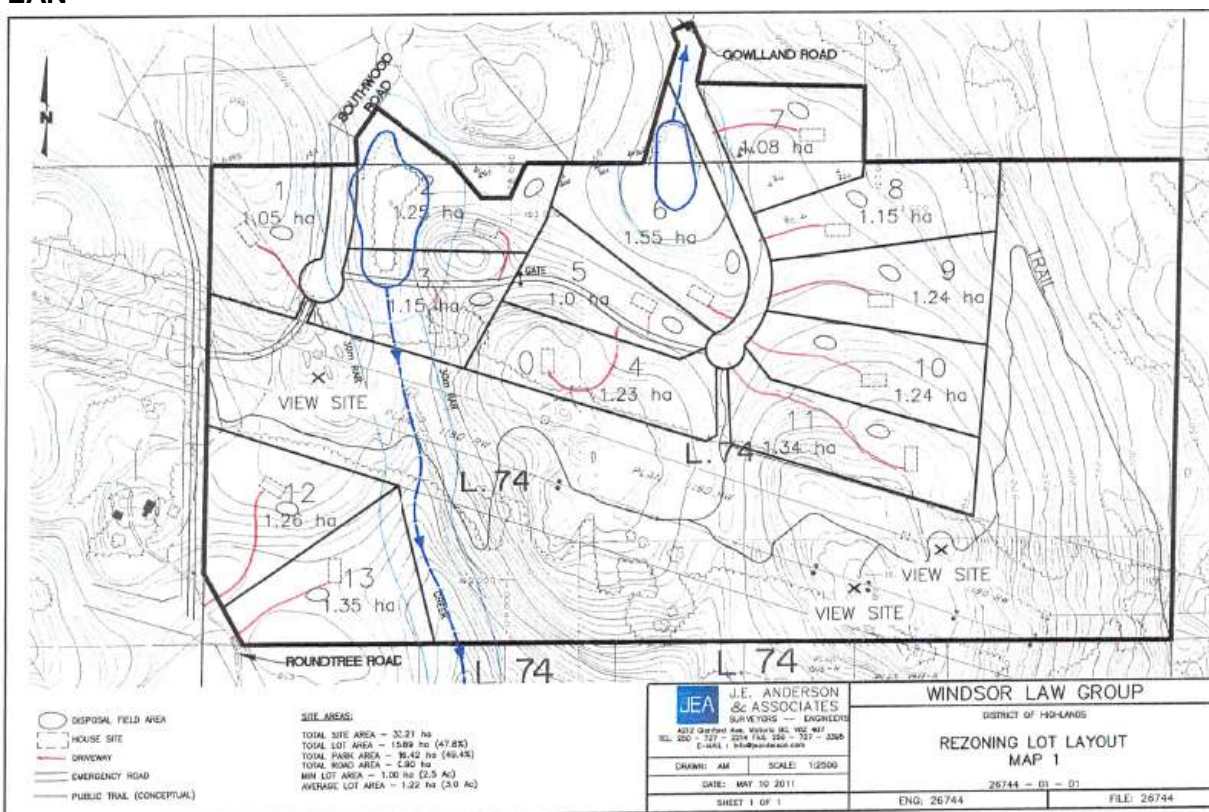 GOWLLAND ROAD
SOUTHWOOD
ROAD
N
7
1.08 ha
1
1.05 ha
2
1.25 ha
6
1.55 ha
8
1.15 ha
TRAIL
3
1.15 ha
GATE
5
1.0 ha
9
1.24 ha
4
1.23 ha
10
1.24 ha
30m RAR
30m RAR
VIEW SITE
11
1.34 ha
L. 74
L. 74
12
1.26 ha
13
1.35 ha
CREEK
VIEW SITE
VIEW SITE
ROUNDTREE ROAD
L. 74
L. 74
DISPOSAL FIELD AREA
HOUSE SITE
DRIVEWAY
EMERGENCY ROAD
PUBLIC TRAIL (CONCEPTUAL)
SITE AREAS:
TOTAL SITE AREA - 32.21 ha
TOTAL LOT AREA - 15.89 ha
TOTAL PARK AREA - 16.42 ha
TOTAL ROAD AREA - 0.90 ha
MIN LOT AREA - 1.00 ha (2.5 Ac)
AVERAGE LOT AREA - 1.22 ha (3.0 Ac)
JEA
J.E. ANDERSON
& ASSOCIATES
SURVEYORS - ENGINEERS
DRAWN: AM
SCALE: 1:2500
DATE: MAY 10 2011
SHEET 1 OF 1
WINDSOR LAW GROUP
DISTRICT OF HIGHLANDS
REZONING LOT LAYOUT
MAP 1
26744 - 01 - 01
ENG: 26744
FILE: 26744